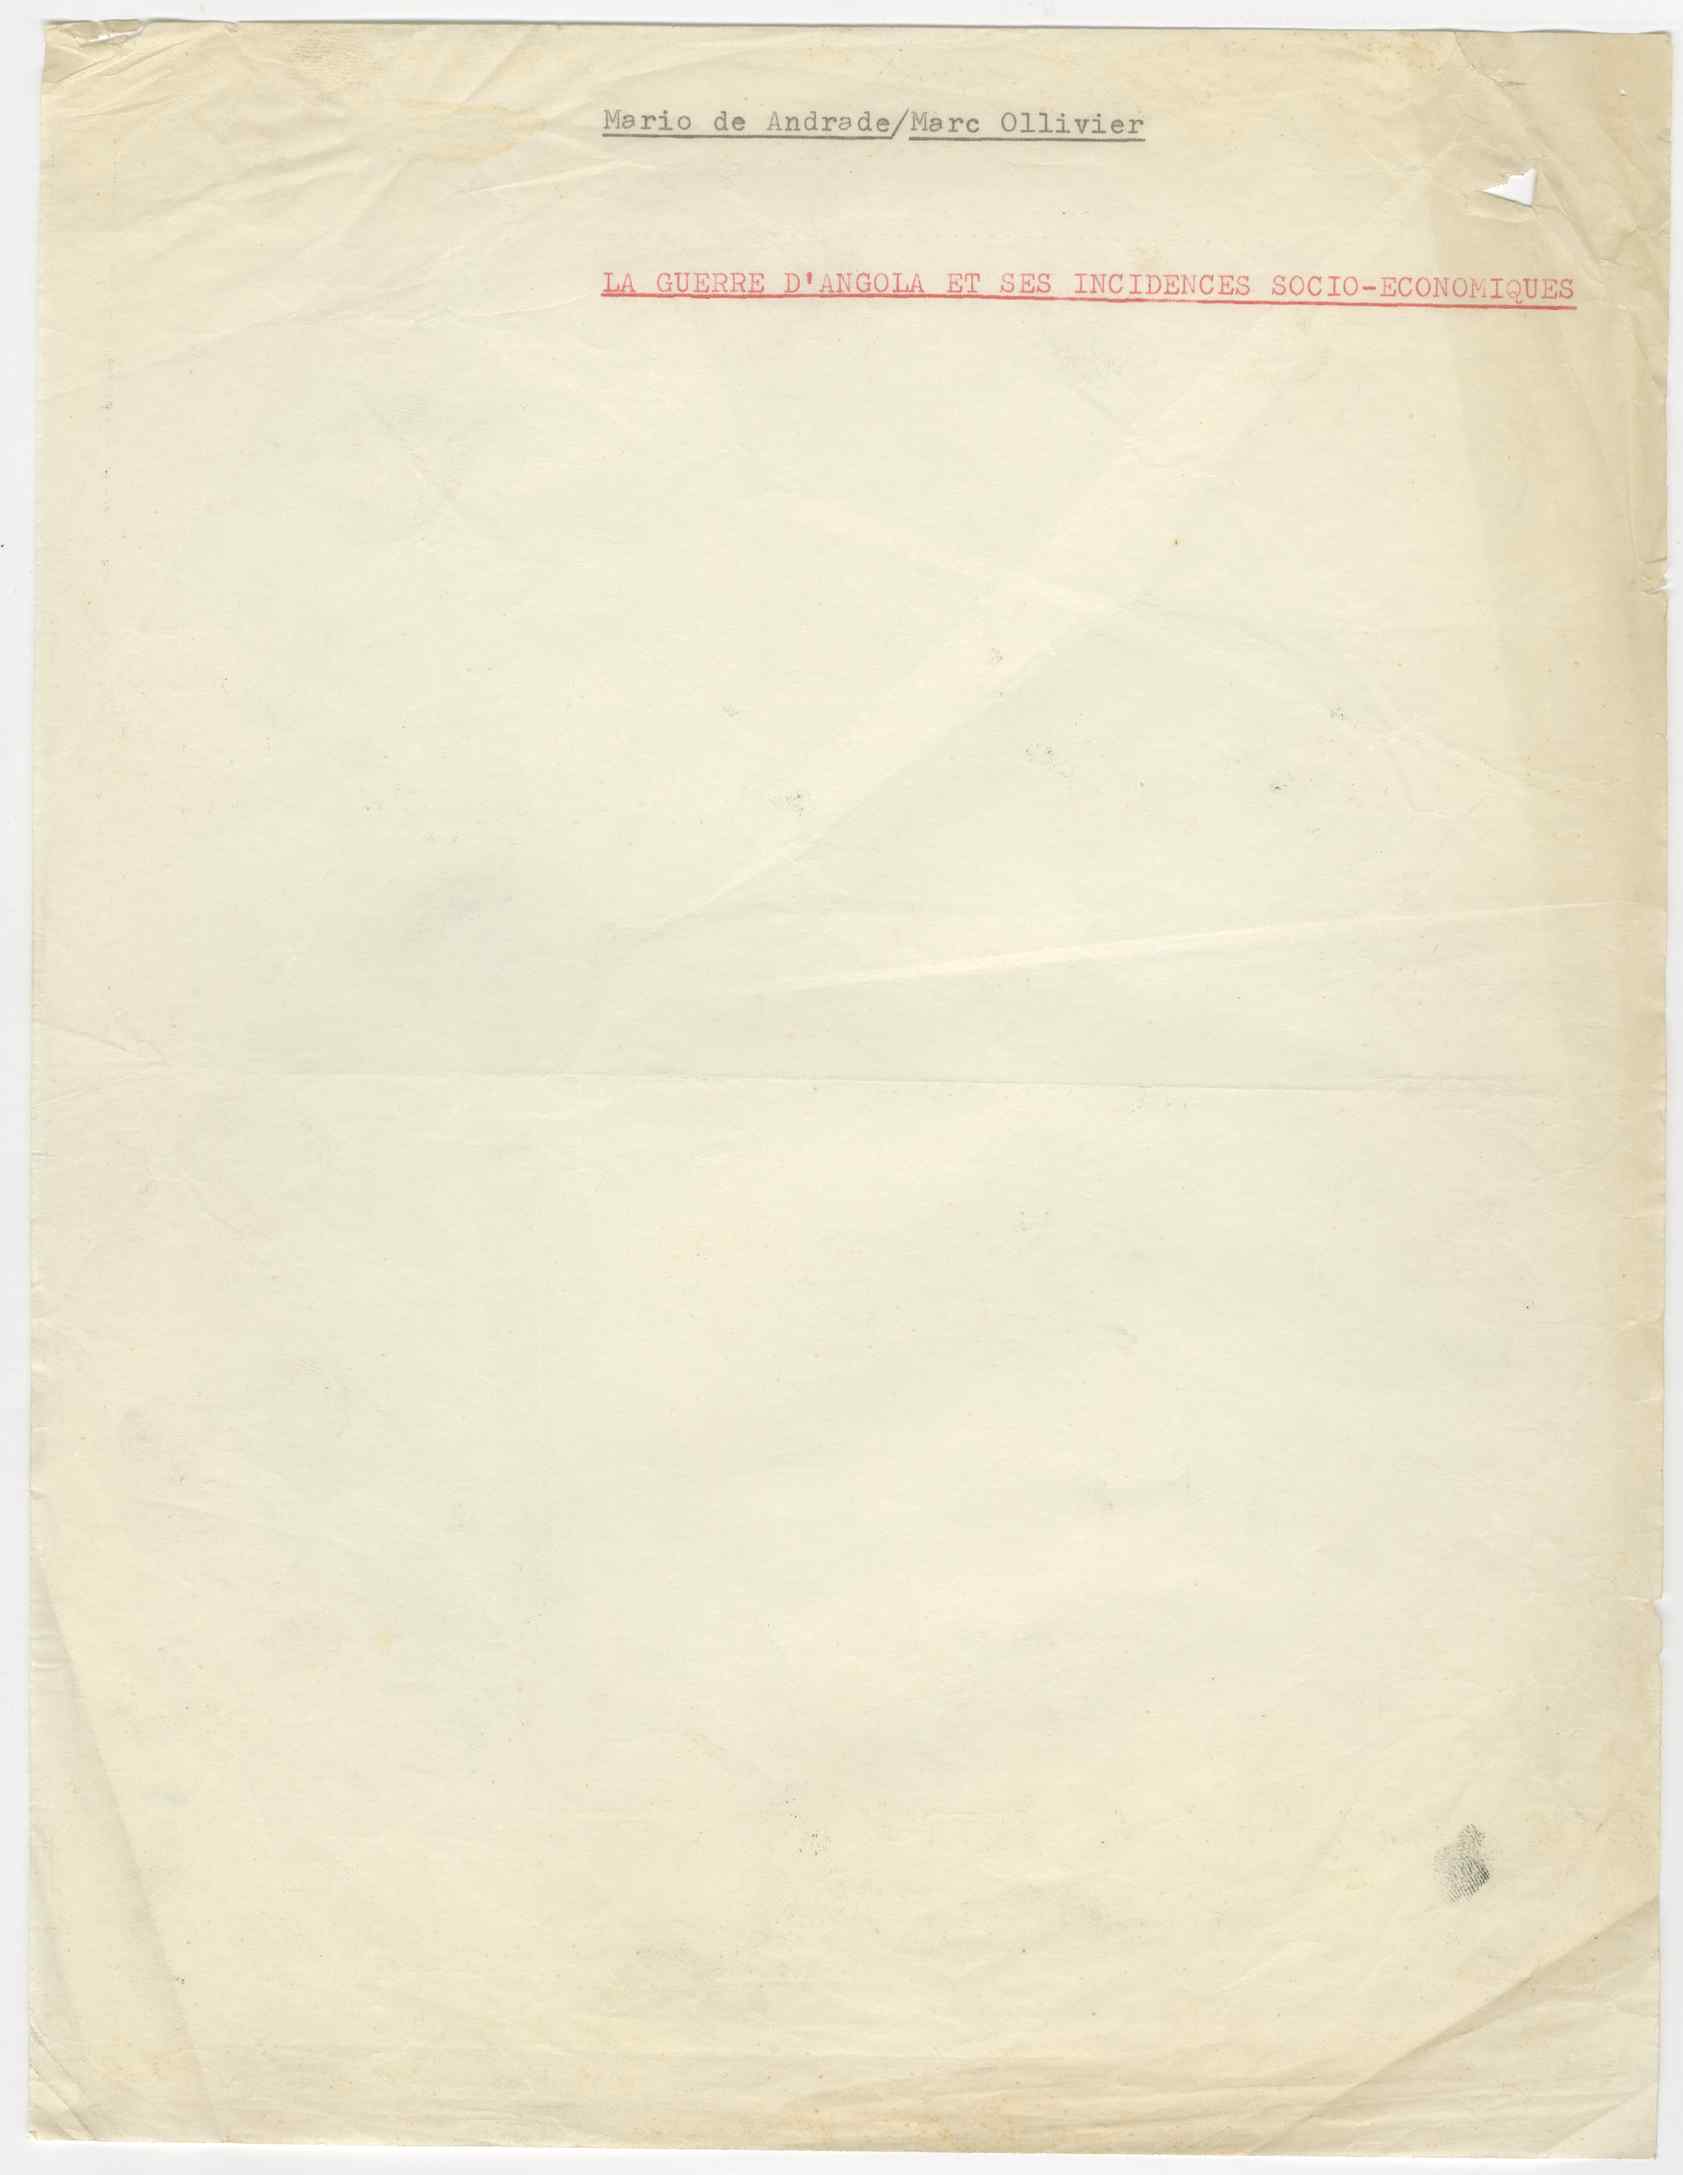 Mario de Andrade/Marc Ollivier
LA GUERRE D'ANGOLA ET SES INCIDENCES SOCIO-ECONOMIQUES